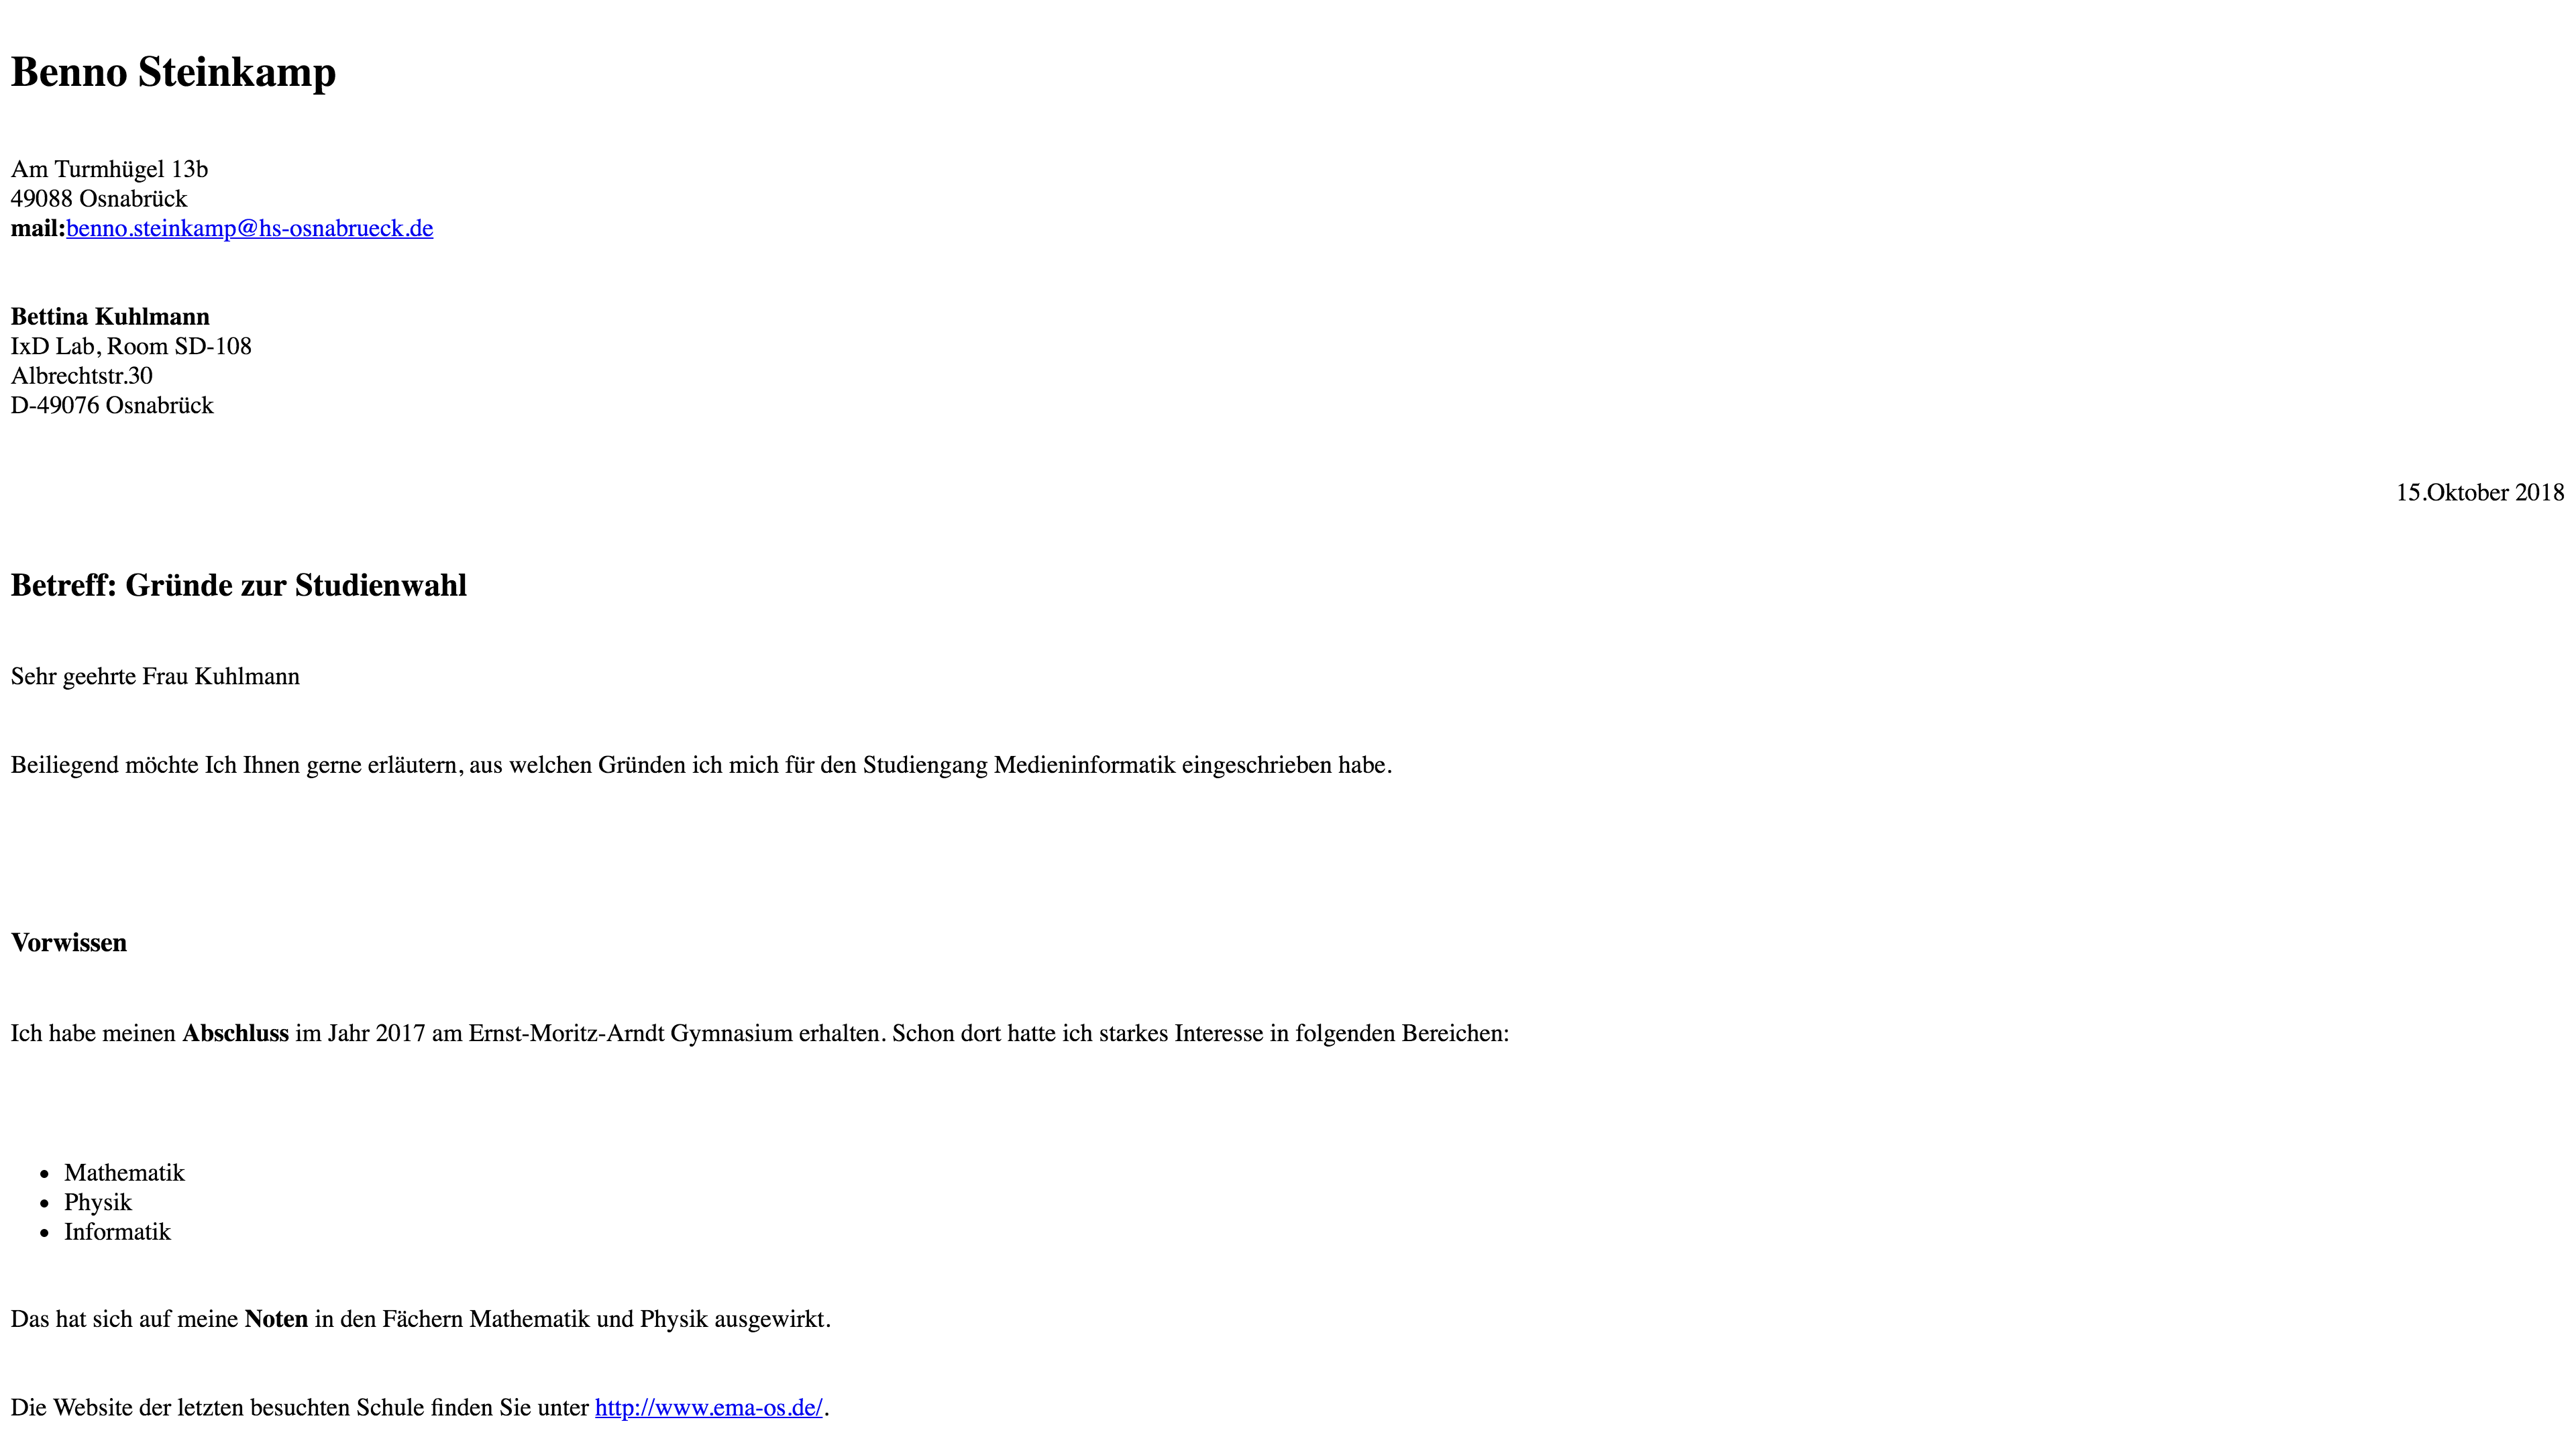 Benno Steinkamp
Am Turmhügel 13b
49088 Osnabrück
mail:benno.steinkamp@hs-osnabrueck.de
Bettina Kuhlmann
IxD Lab, Room SD-108
Albrechtstr.30
D-49076 Osnabrück
15.Oktober 2018
Betreff: Gründe zur Studienwahl
Sehr geehrte Frau Kuhlmann
Beiliegend möchte Ich Ihnen gerne erläutern, aus welchen Gründen ich mich für den Studiengang Medieninformatik eingeschrieben habe.
Vorwissen
Ich habe meinen Abschluss im Jahr 2017 am Ernst-Moritz-Arndt Gymnasium erhalten. Schon dort hatte ich starkes Interesse in folgenden Bereichen:
• Mathematik
• Physik
• Informatik
Das hat sich auf meine Noten in den Fächern Mathematik und Physik ausgewirkt.
Die Website der letzten besuchten Schule finden Sie unter http://www.ema-os.de/.